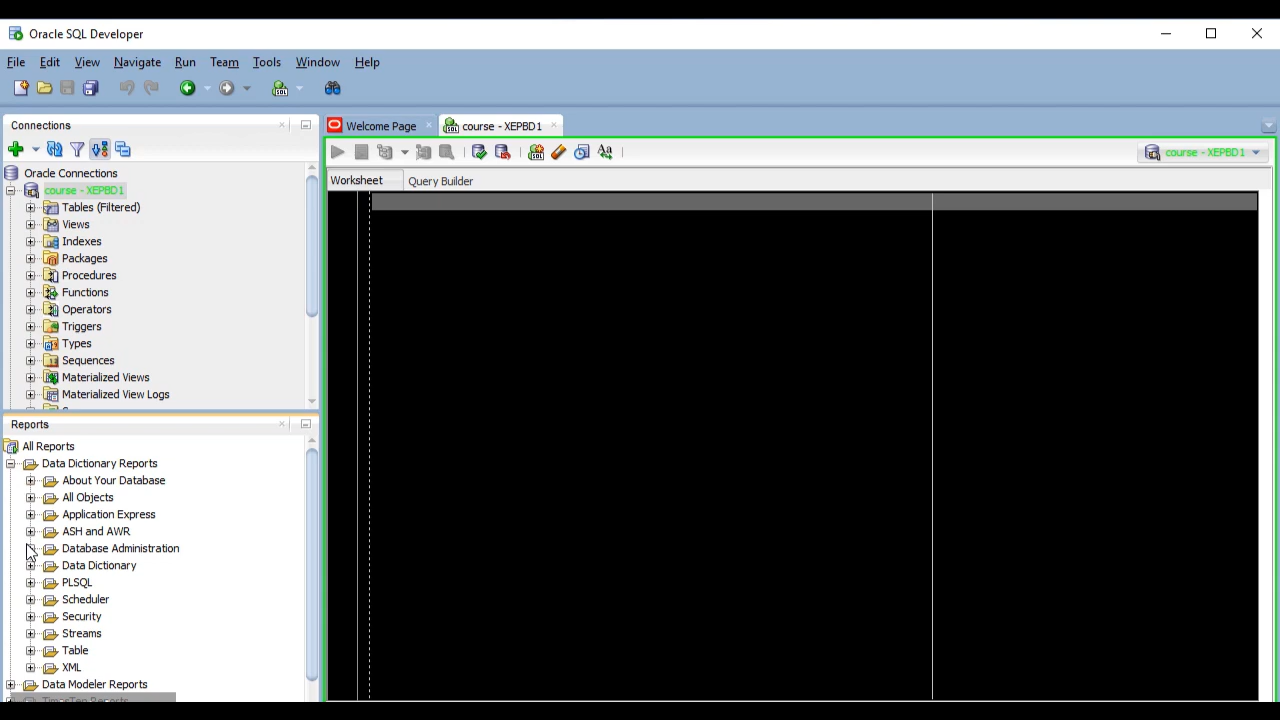 Oracle SQL Developer
File Edit View Navigate Run Team Tools Window Help
Connections
Oracle Connections
course - XEPBD1
Tables (Filtered)
Views
Indexes
Packages
Procedures
Functions
Operators
Triggers
Types
Sequences
Materialized Views
Materialized View Logs
Reports
All Reports
Data Dictionary Reports
About Your Database
All Objects
Application Express
ASH and AWR
Database Administration
Data Dictionary
PLSQL
Scheduler
Security
Streams
Table
XML
Data Modeler Reports
Welcome Page
course - XEPBD1
course - XEPBD1
Worksheet
Query Builder